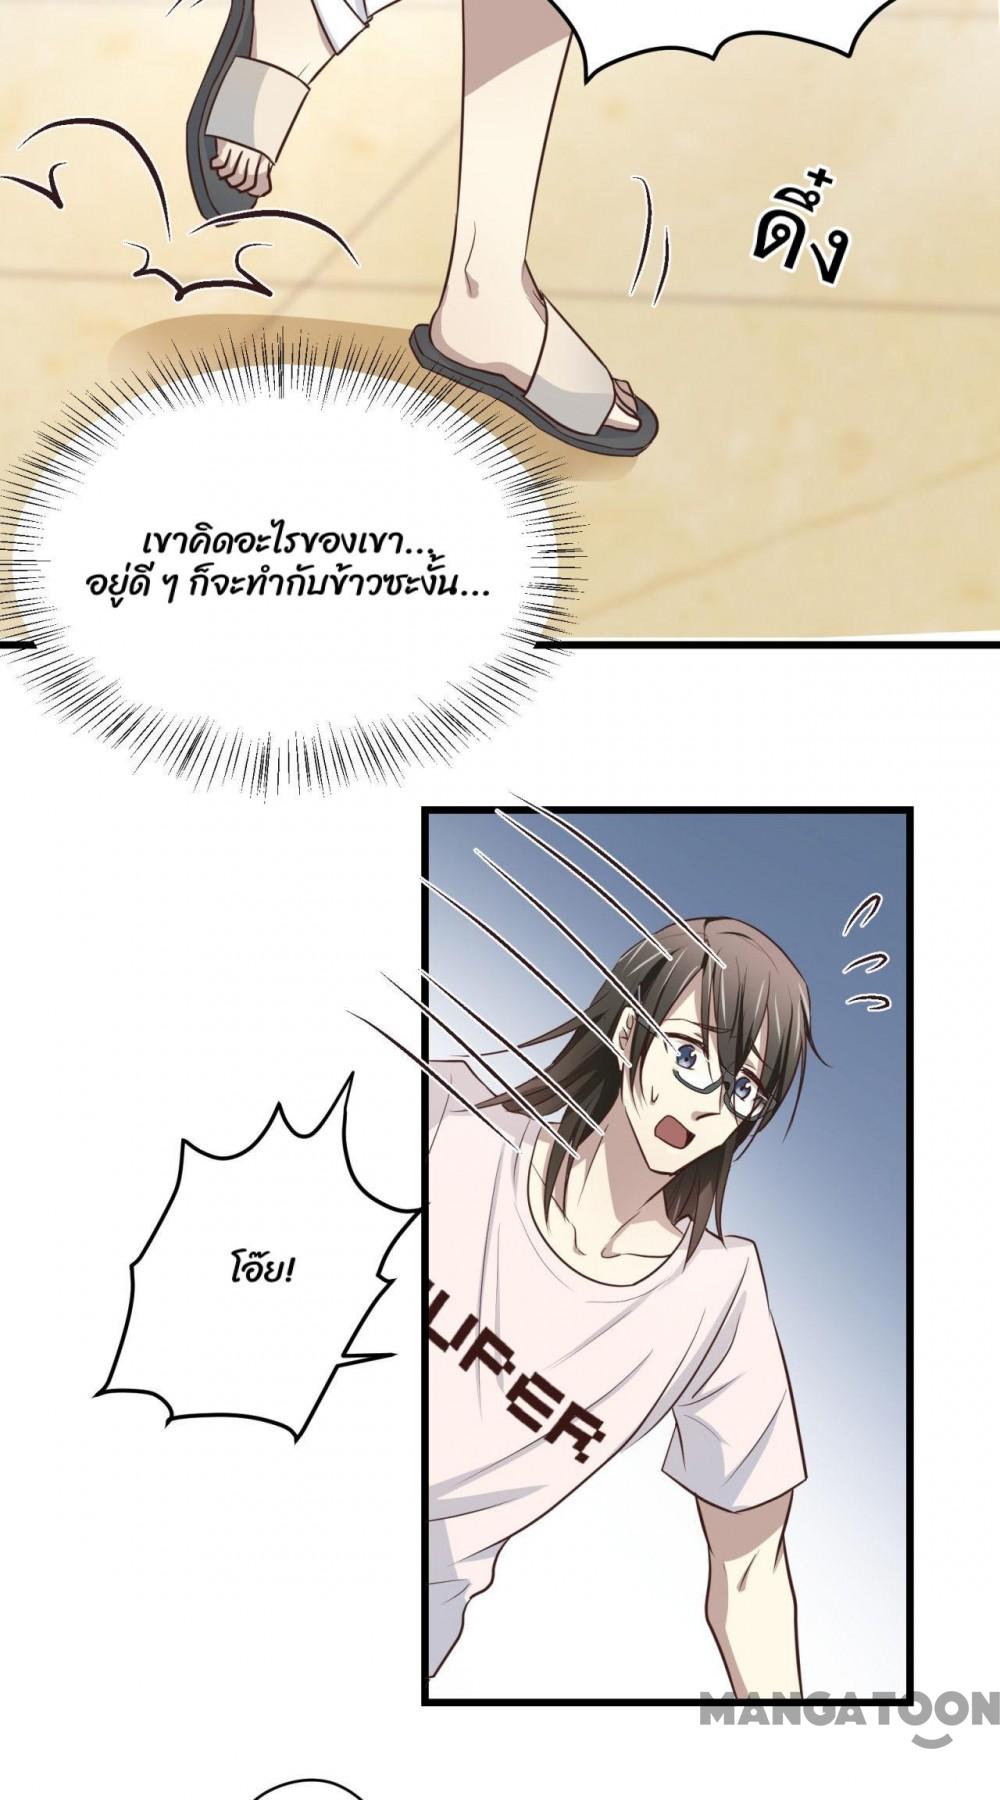 ดึ๋ง
เขาคิดอะไรของเขา...
อยู่ดี ๆ ก็จะทำกับข้าวซะงั้น...
โอ๊ย!
SUPER
MANGATOON